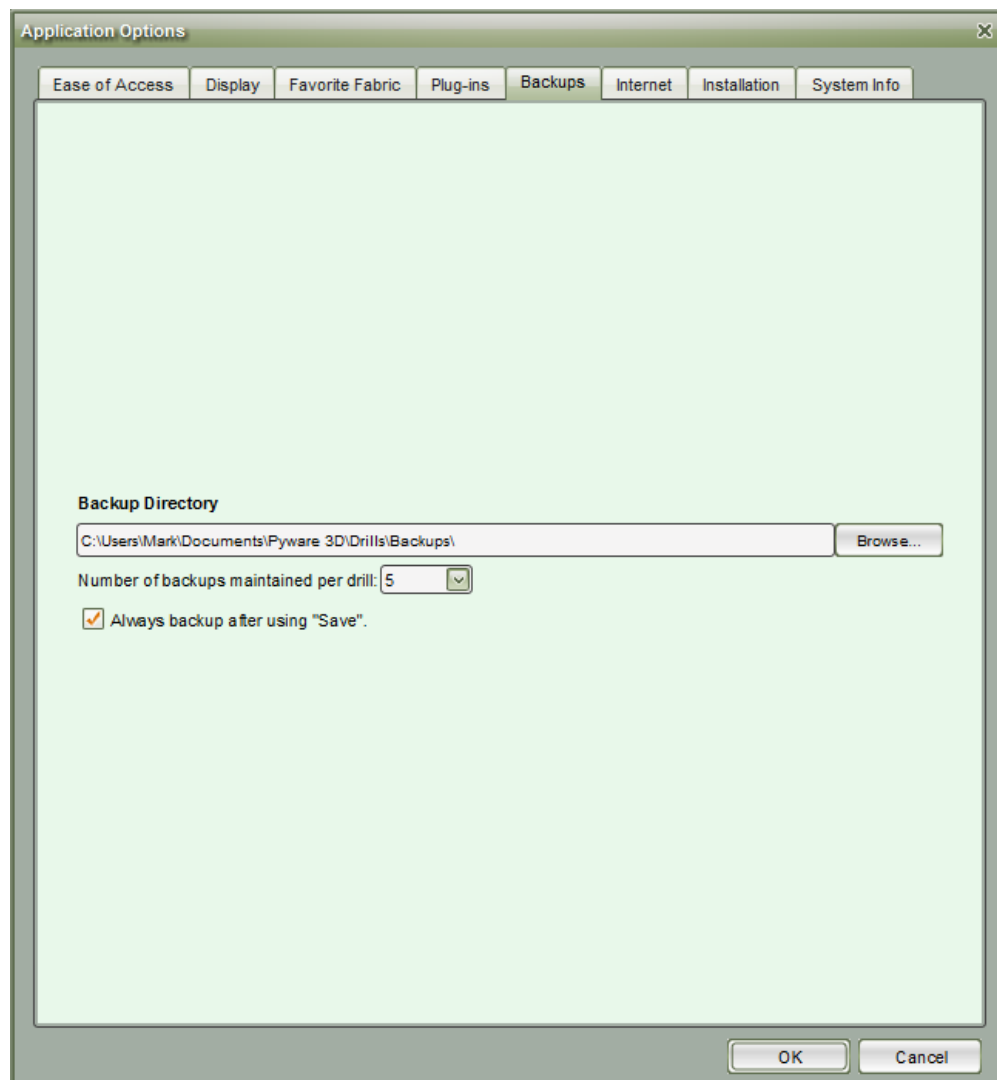 Application Options
Ease of Access Display Favorite Fabric Plug-ins Backups Internet Installation System Info
Backup Directory
C:\Users\Mark\Documents\Pyware 3D\Drills\Backups\ Browse...
Number of backups maintained per drill: 5
Always backup after using "Save".
OK Cancel